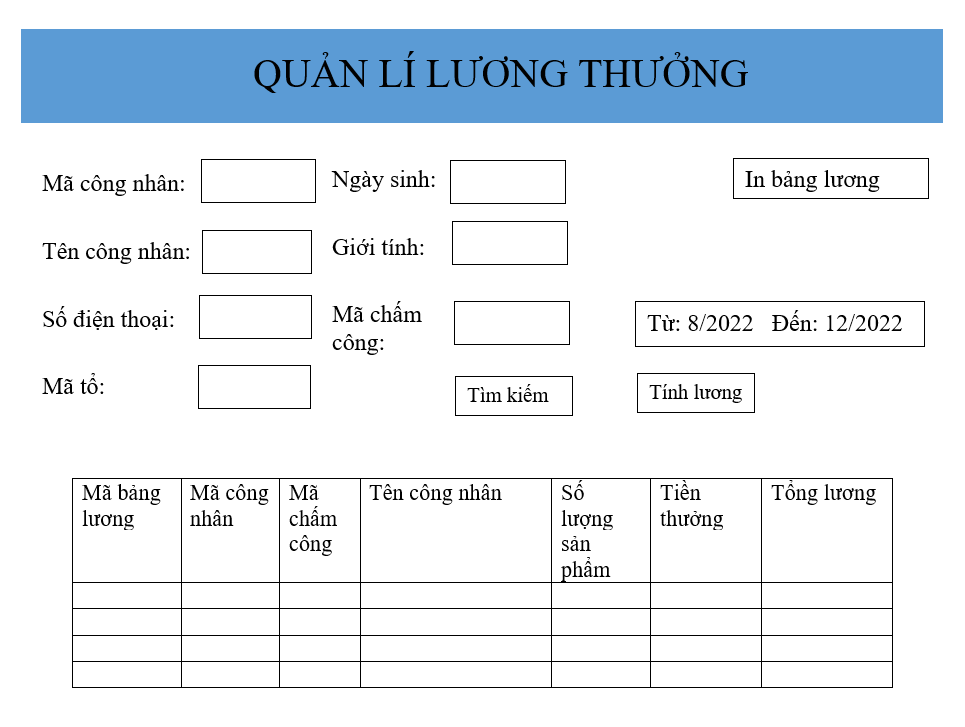 QUẢN LÍ LƯƠNG THƯỞNG
Mã công nhân:
Ngày sinh:
In bảng lương
Tên công nhân:
Giới tính:
Số điện thoại:
Mã chấm
công:
Từ: 8/2022 Đến: 12/2022
Mã tổ:
Tìm kiếm
Tính lương
Mã bảng
lương
Mã công
nhân
Mã
chấm
công
Tên công nhân
Số
lượng
sản
phẩm
Tiền
thưởng
Tổng lương